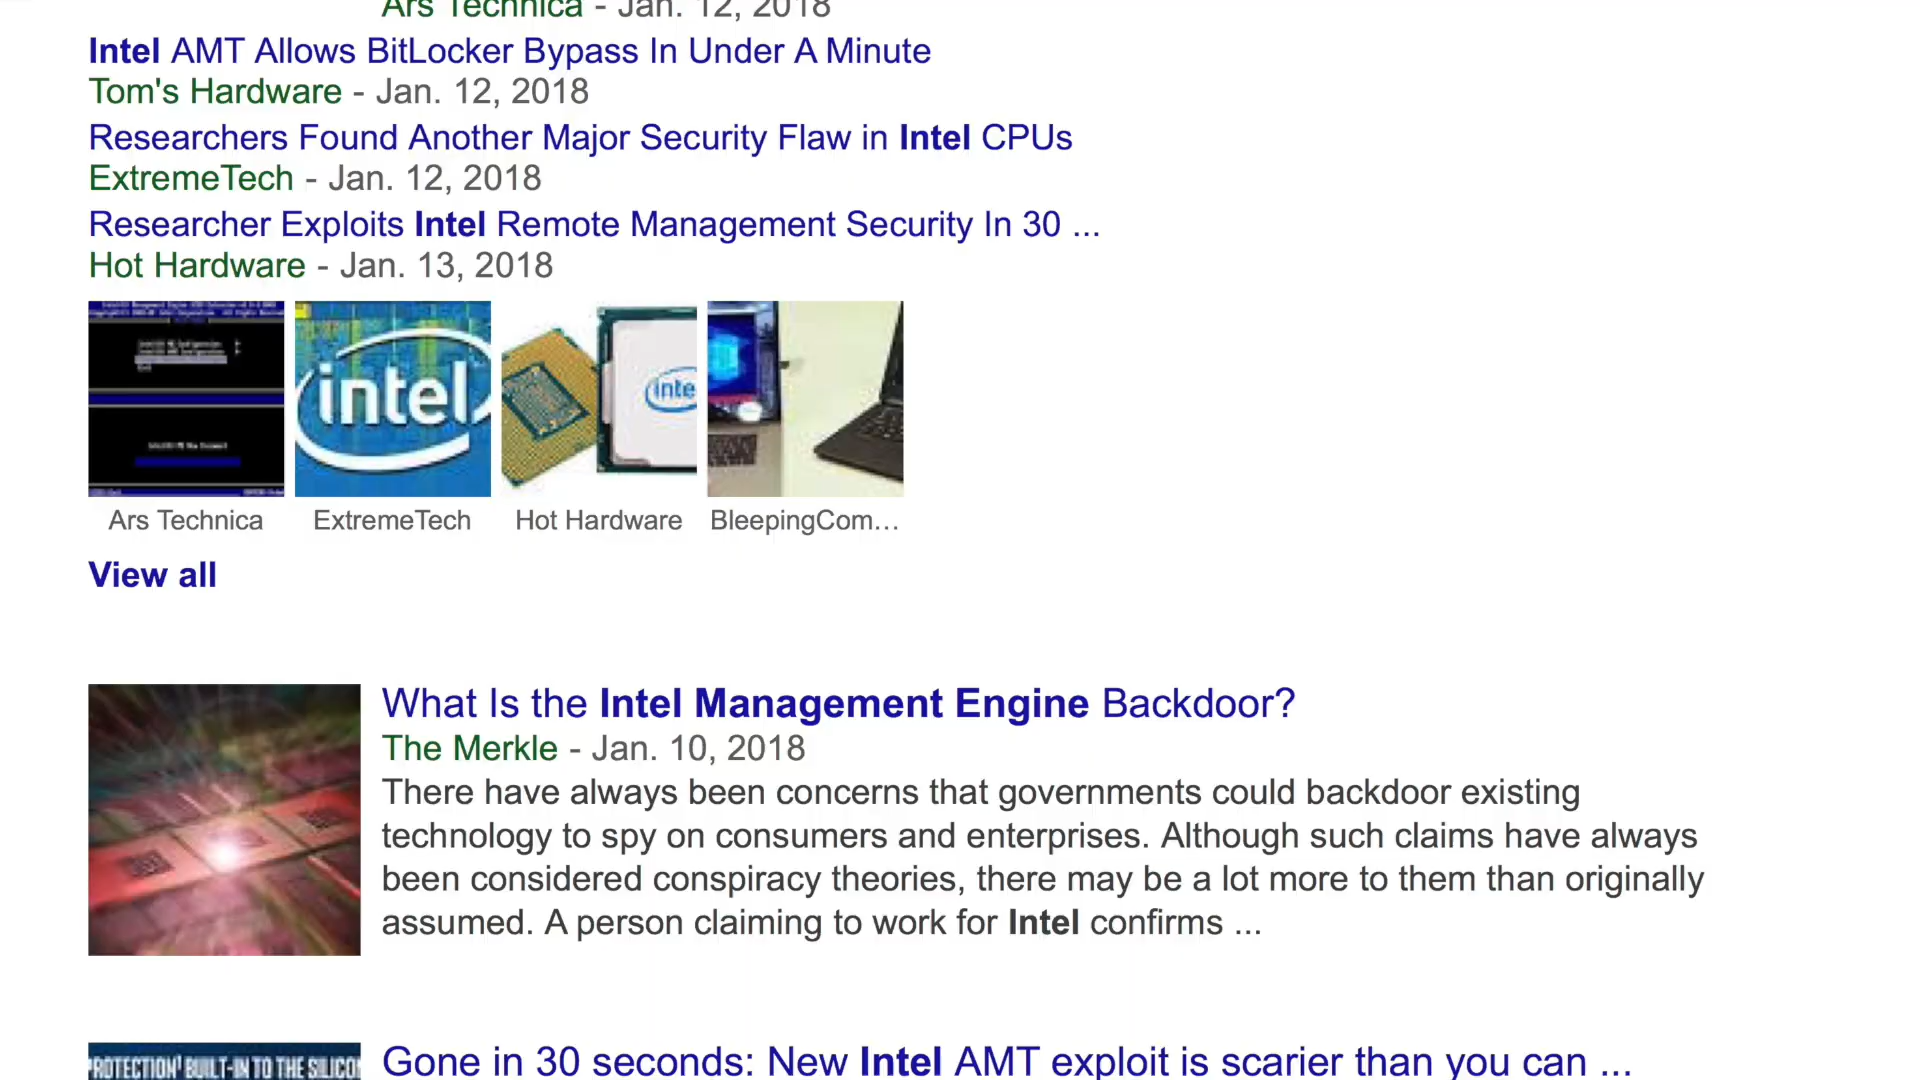 Ars Technica - Jan. 12, 2018
Intel AMT Allows BitLocker Bypass In Under A Minute
Tom's Hardware - Jan. 12, 2018
Researchers Found Another Major Security Flaw in Intel CPUs
ExtremeTech - Jan. 12, 2018
Researcher Exploits Intel Remote Management Security In 30 ...
Hot Hardware - Jan. 13, 2018
intel
intel
Ars Technica
ExtremeTech
Hot Hardware
BleepingCom...
View all
What Is the Intel Management Engine Backdoor?
The Merkle - Jan. 10, 2018
There have always been concerns that governments could backdoor existing
technology to spy on consumers and enterprises. Although such claims have always
been considered conspiracy theories, there may be a lot more to them than originally
assumed. A person claiming to work for Intel confirms ...
PROTECTION¹ BUILT-IN TO THE SILICON
Gone in 30 seconds: New Intel AMT exploit is scarier than you can ...